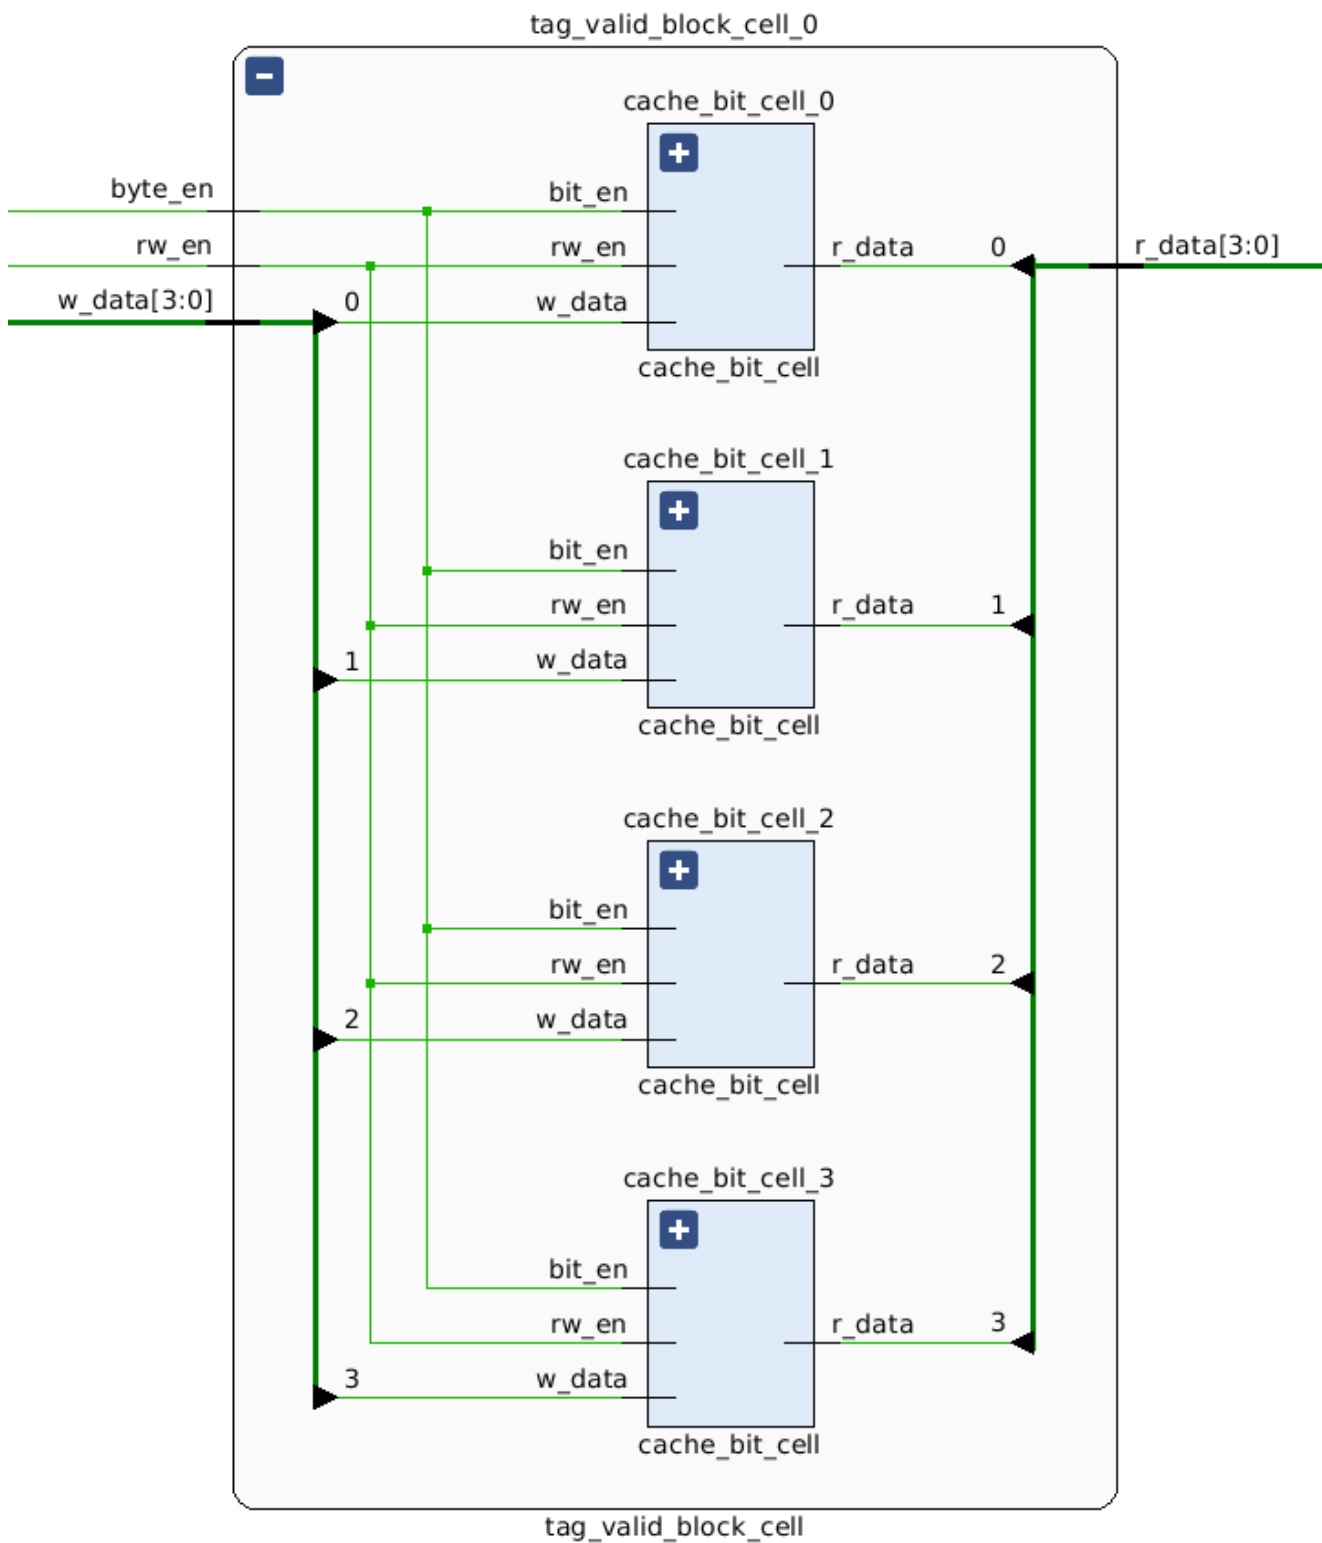 tag_valid_block_cell_0
cache_bit_cell_0
byte_en
bit_en
rw_en
rw_en
r_data
0
r_data[3:0]
w_data[3:0]
0
w_data
cache_bit_cell
cache_bit_cell_1
bit_en
rw_en
r_data
1
1
w_data
cache_bit_cell
cache_bit_cell_2
bit_en
rw_en
r_data
2
2
w_data
cache_bit_cell
cache_bit_cell_3
bit_en
rw_en
r_data
3
3
w_data
cache_bit_cell
tag_valid_block_cell